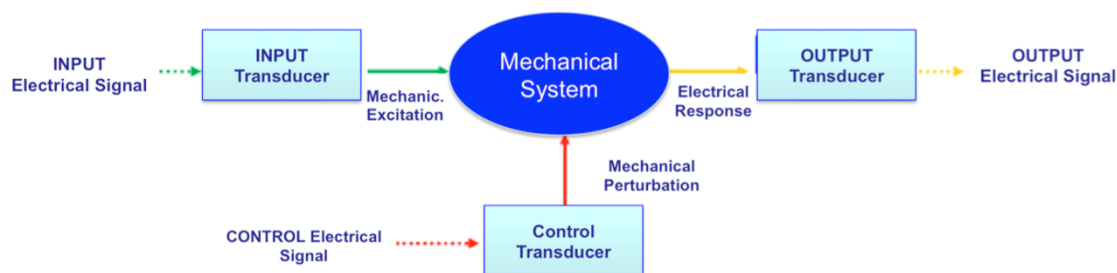 INPUT
Electrical Signal
INPUT
Transducer
Mechanic.
Excitation
Mechanical
System
Electrical
Response
OUTPUT
Transducer
OUTPUT
Electrical Signal
Mechanical
Perturbation
CONTROL Electrical
Signal
Control
Transducer